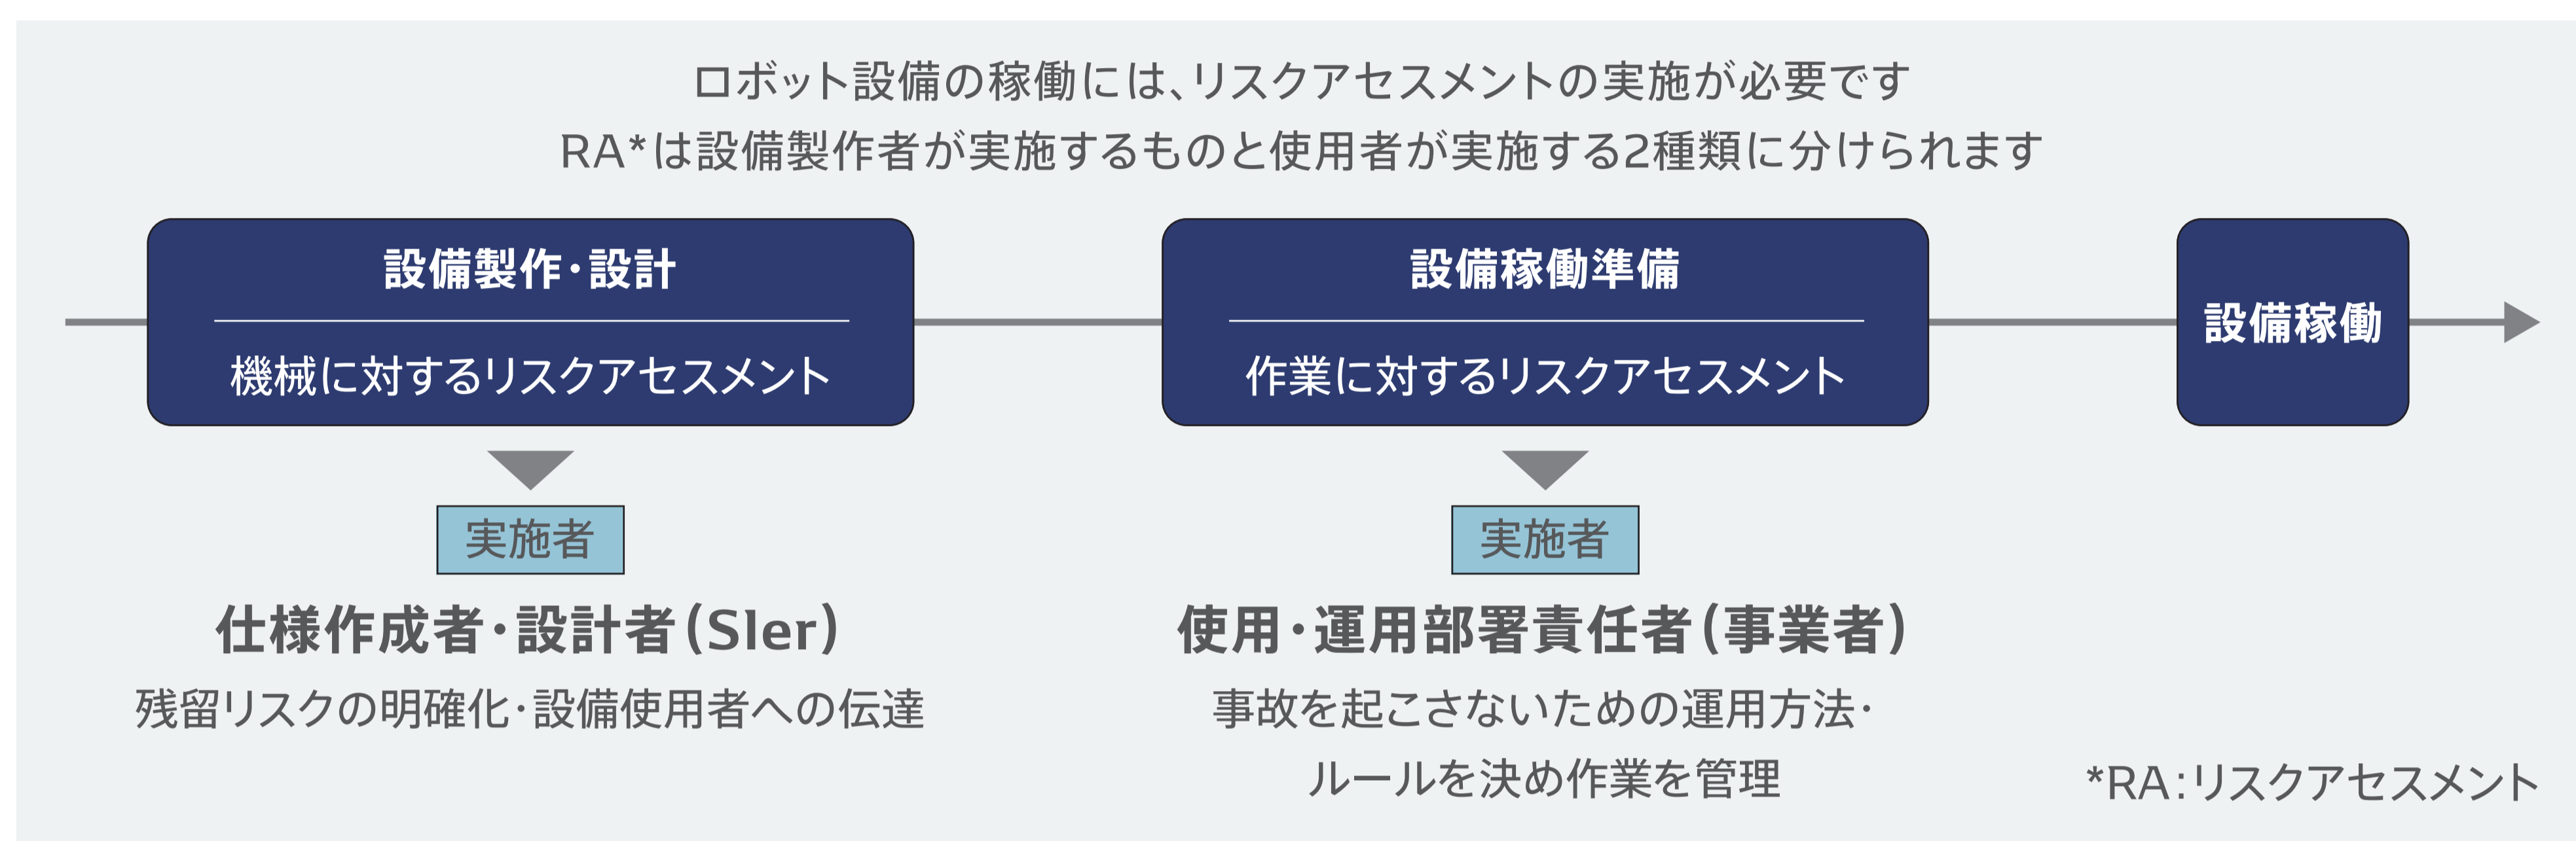 ロボット設備の稼働には、リスクアセスメントの実施が必要です
RA*は設備製作者が実施するものと使用者が実施する2種類に分けられます
設備製作・設計
機械に対するリスクアセスメント
設備稼働準備
作業に対するリスクアセスメント
設備稼働
実施者
仕様作成者・設計者(SIer)
残留リスクの明確化・設備使用者への伝達
実施者
使用・運用部署責任者(事業者)
事故を起こさないための運用方法・
ルールを決め作業を管理
*RA:リスクアセスメント